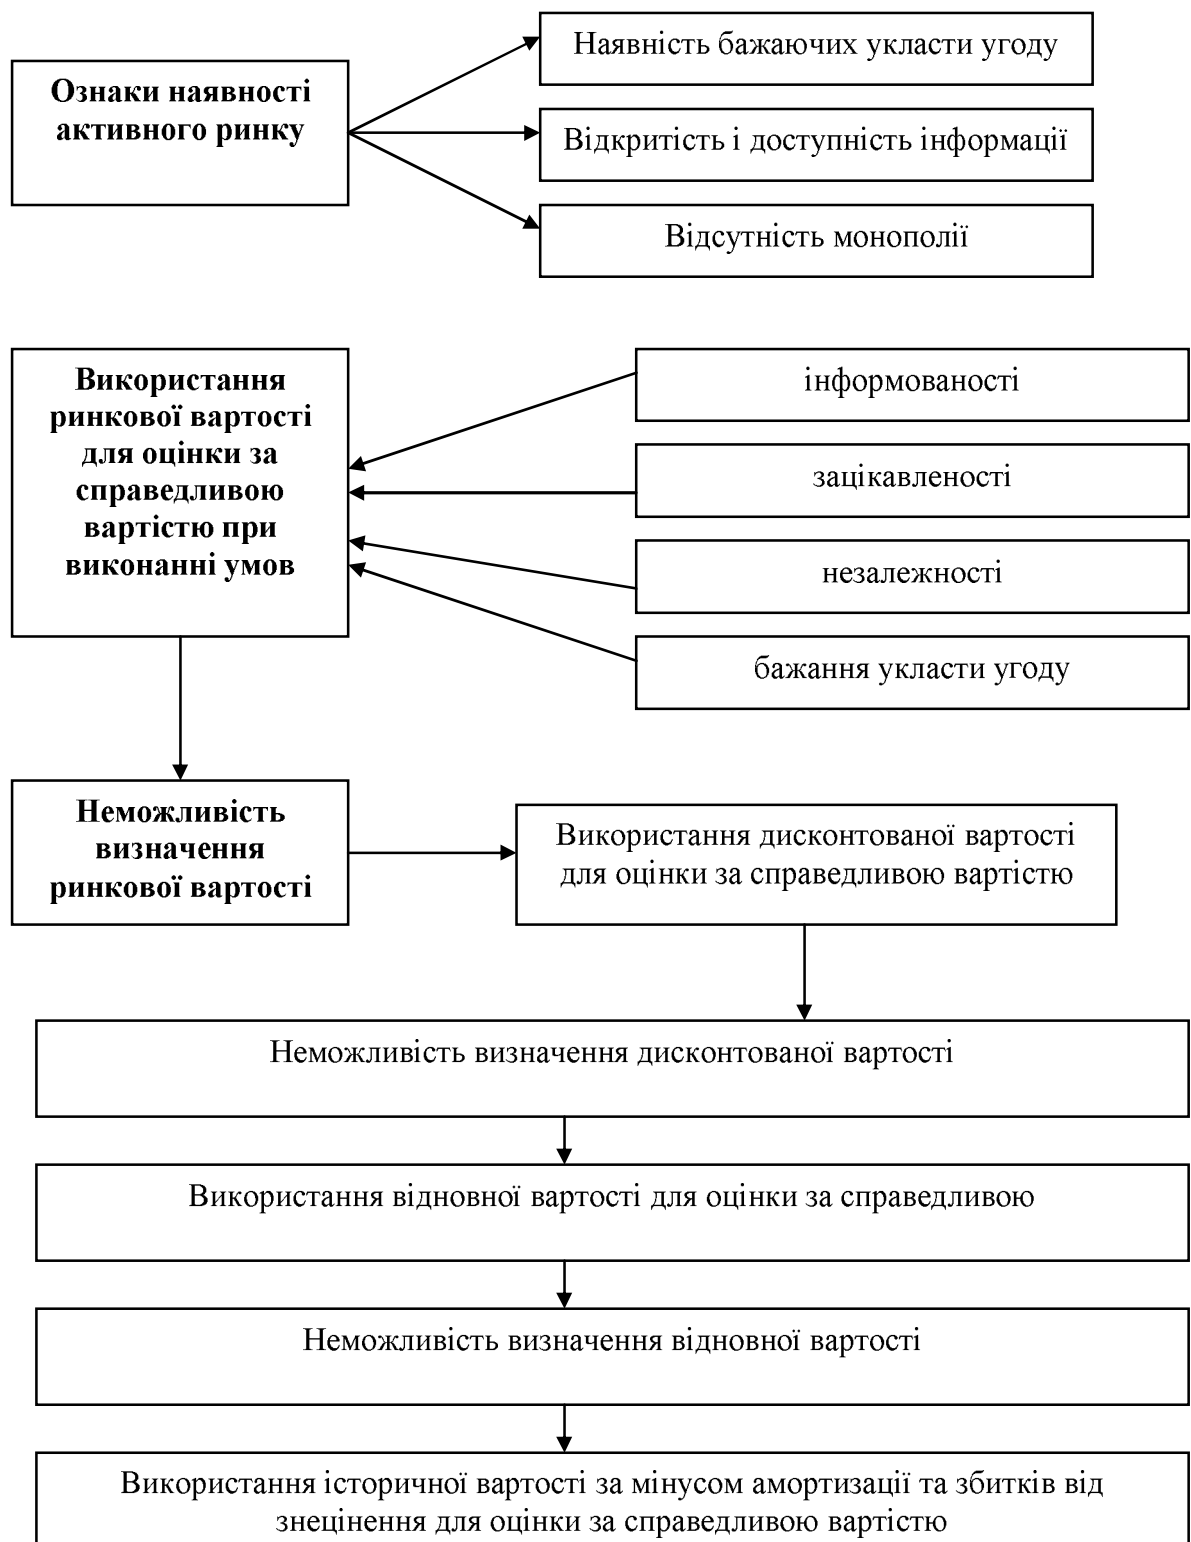 Ознаки наявності
активного ринку
Наявність бажаючих укласти угоду
Відкритість і доступність інформації
Відсутність монополії
Використання
ринкової вартості
для оцінки за
справедливою
вартістю при
виконанні умов
інформованості
зацікавленості
незалежності
бажання укласти угоду
Неможливість
визначення
ринкової вартості
Використання дисконтованої вартості
для оцінки за справедливою вартістю
Неможливість визначення дисконтованої вартості
Використання відновної вартості для оцінки за справедливою
Неможливість визначення відновної вартості
Використання історичної вартості за мінусом амортизації та збитків від
знецінення для оцінки за справедливою вартістю